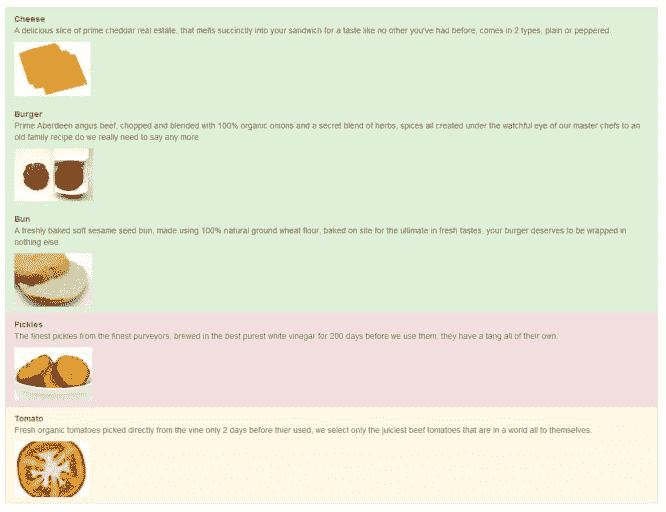 Cheese
A delicious slice of prime cheddar real estate, that melts succinctly into your sandwich for a taste like no other you've had before, comes in 2 types, plain or peppered.
Burger
Prime Aberdeen angus beef, chopped and blended with 100% organic onions and a secret blend of herbs, spices all created under the watchful eye of our master chefs to an
old family recipe do we really need to say any more
Bun
A freshly baked soft sesame seed bun, made using 100% natural ground wheat flour, baked on site for the ultimate in fresh tastes, your burger deserves to be wrapped in
nothing else.
Pickles
The finest pickles from the finest purveyors, brewed in the best purest white vinegar for 200 days before we use them, they have a tang all of their own.
Tomato
Fresh organic tomatoes picked directly from the vine only 2 days before thier used, we select only the juiciest beef tomatoes that are in a world all to themselves.